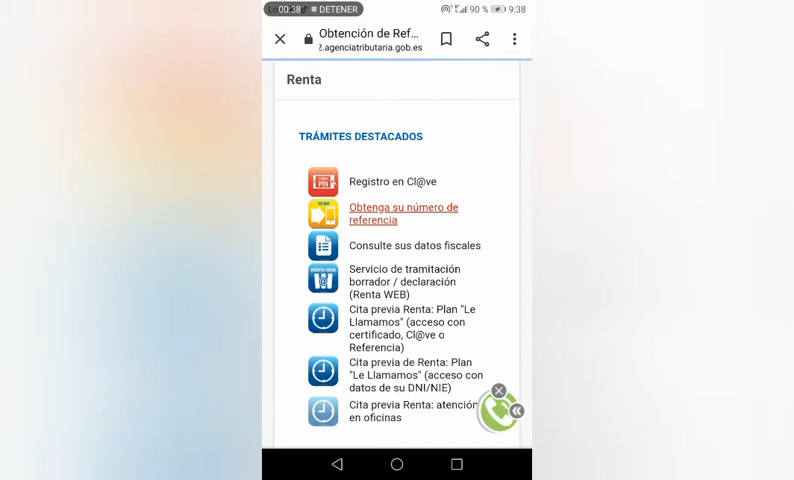 00:38 DETENER 90 % 9:38
Obtención de Ref...
2.agenciatributaria.gob.es
Renta
TRÁMITES DESTACADOS
PIN
Registro en Cl@ve
Obtenga su número de
referencia
Consulte sus datos fiscales
RENTA WEB
Servicio de tramitación
borrador / declaración
(Renta WEB)
Cita previa Renta: Plan "Le
Llamamos" (acceso con
certificado, Cl@ve o
Referencia)
Cita previa de Renta: Plan
"Le Llamamos" (acceso con
datos de su DNI/NIE)
Cita previa Renta: atención
en oficinas